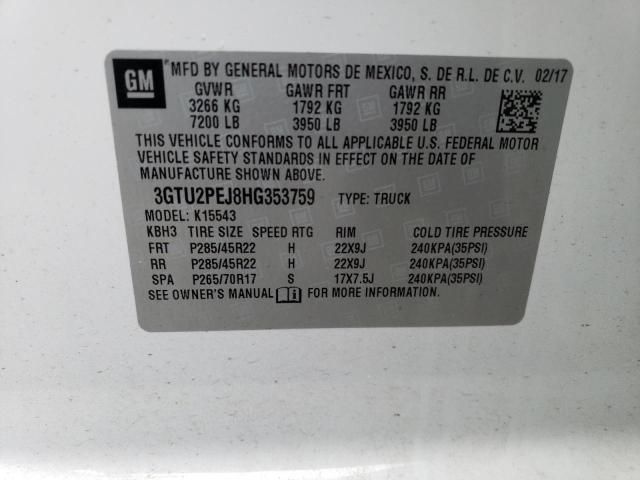 GM MFD BY GENERAL MOTORS DE MEXICO, S. DE R.L. DE C.V. 02/17
GVWR GAWR FRT GAWR RR
3266 KG 1792 KG 1792 KG
7200 LB 3950 LB 3950 LB
THIS VEHICLE CONFORMS TO ALL APPLICABLE U.S. FEDERAL MOTOR
VEHICLE SAFETY STANDARDS IN EFFECT ON THE DATE OF
MANUFACTURE SHOWN ABOVE.
3GTU2PEJ8HG353759 TYPE: TRUCK
MODEL: K15543
KBH3 TIRE SIZE SPEED RTG RIM COLD TIRE PRESSURE
FRT P285/45R22 H 22X9J 240KPA(35PSI)
RR P285/45R22 H 22X9J 240KPA(35PSI)
SPA P265/70R17 S 17X7.5J 240KPA(35PSI)
SEE OWNER'S MANUAL FOR MORE INFORMATION.